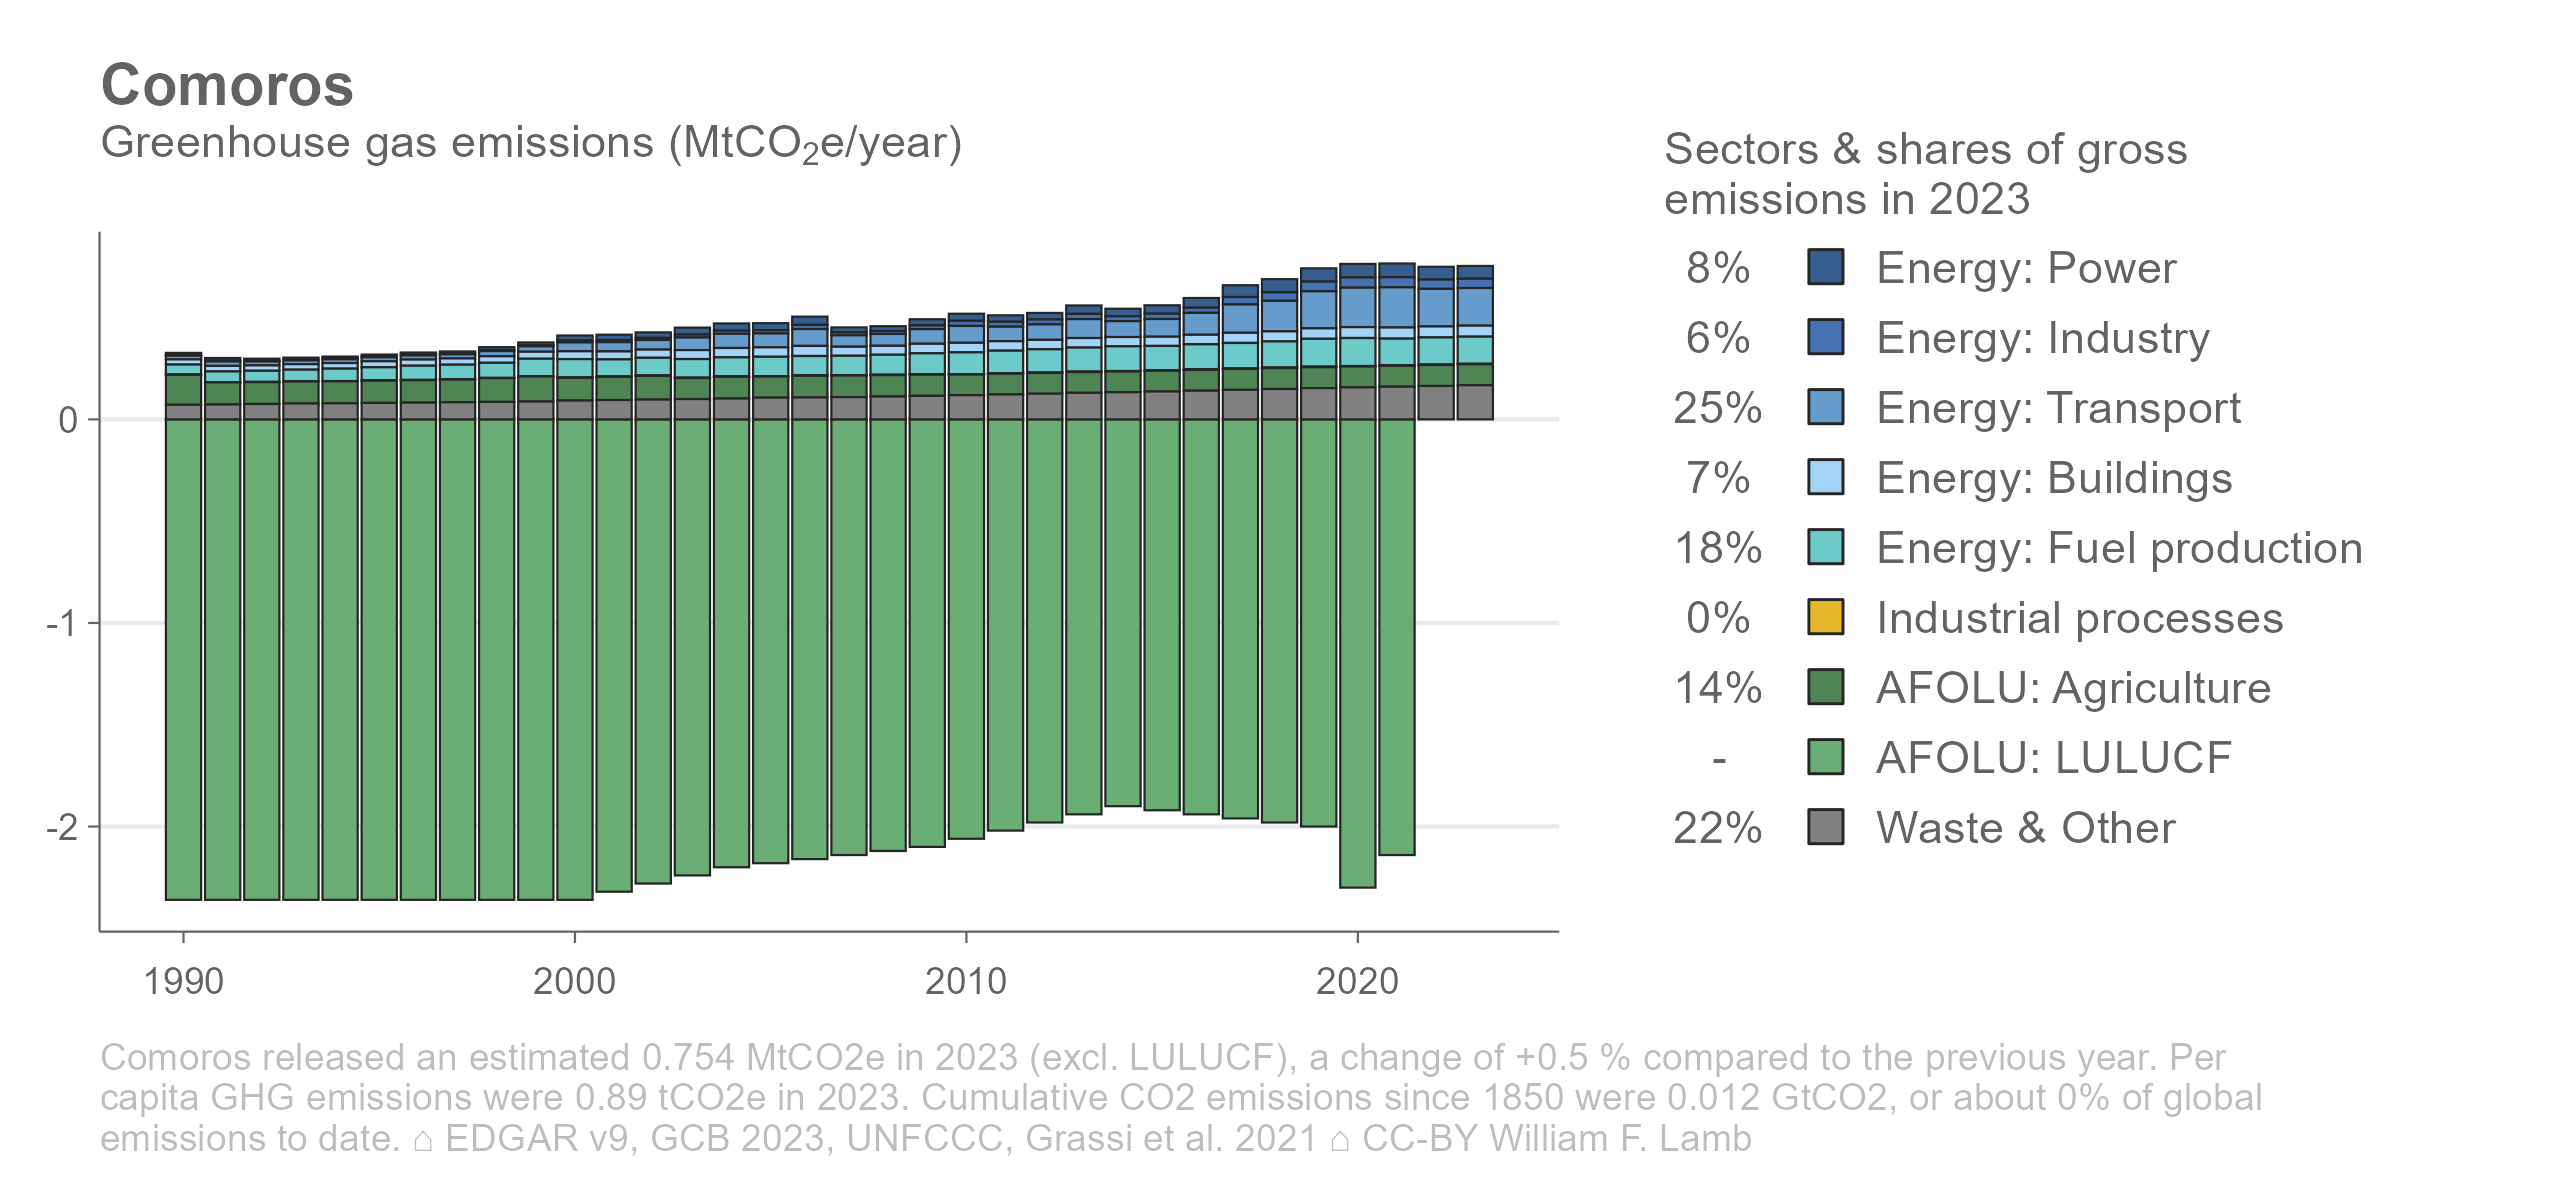 Comoros
Greenhouse gas emissions (MtCO₂e/year)
Sectors & shares of gross
emissions in 2023
8% Energy: Power
6% Energy: Industry
25% Energy: Transport
7% Energy: Buildings
18% Energy: Fuel production
0% Industrial processes
14% AFOLU: Agriculture
- AFOLU: LULUCF
22% Waste & Other
0
-1
-2
1990 2000 2010 2020
Comoros released an estimated 0.754 MtCO2e in 2023 (excl. LULUCF), a change of +0.5 % compared to the previous year. Per
capita GHG emissions were 0.89 tCO2e in 2023. Cumulative CO2 emissions since 1850 were 0.012 GtCO2, or about 0% of global
emissions to date. ⌂ EDGAR v9, GCB 2023, UNFCCC, Grassi et al. 2021 ⌂ CC-BY William F. Lamb